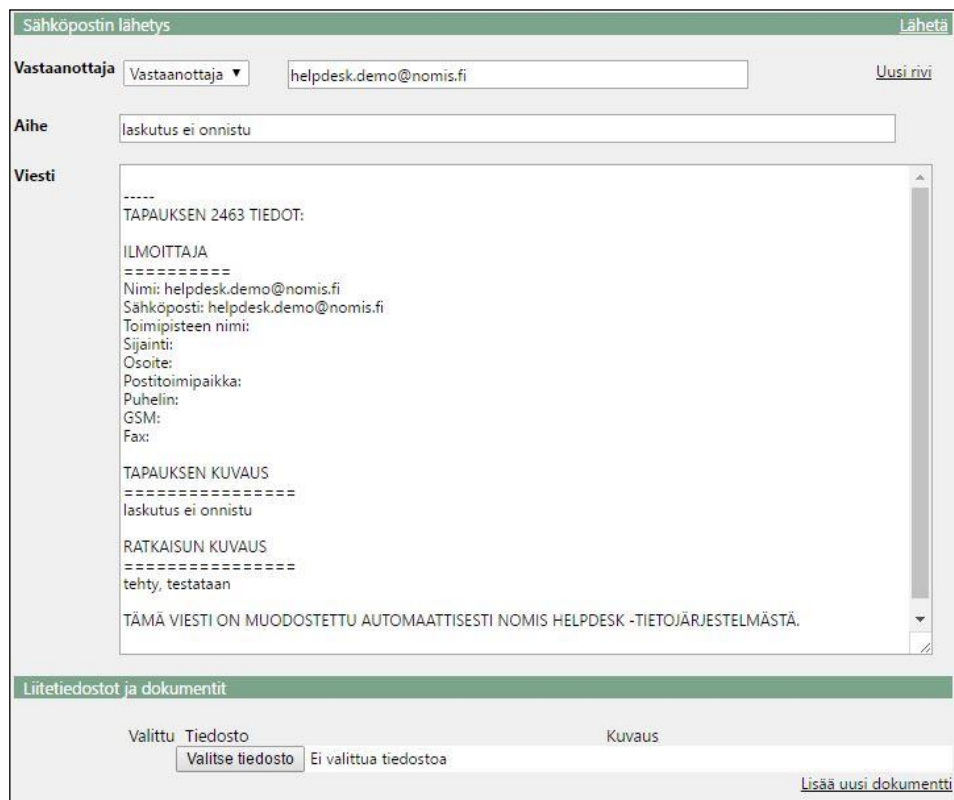 Sähköpostin lähetys Lähetä
Vastaanottaja Vastaanottaja helpdesk.demo@nomis.fi Uusi rivi
Aihe laskutus ei onnistu
Viesti
-----
TAPAUKSEN 2463 TIEDOT:
ILMOITTAJA
==========
Nimi: helpdesk.demo@nomis.fi
Sähköposti: helpdesk.demo@nomis.fi
Toimipisteen nimi:
Sijainti:
Osoite:
Postitoimipaikka:
Puhelin:
GSM:
Fax:
TAPAUKSEN KUVAUS
================
laskutus ei onnistu
RATKAISUN KUVAUS
================
tehty, testataan
TÄMÄ VIESTI ON MUODOSTETTU AUTOMAATTISESTI NOMIS HELPDESK -TIETOJÄRJESTELMÄSTÄ.
Liitetiedostot ja dokumentit
Valittu Tiedosto Kuvaus
Valitse tiedosto Ei valittua tiedostoa
Lisää uusi dokumentti